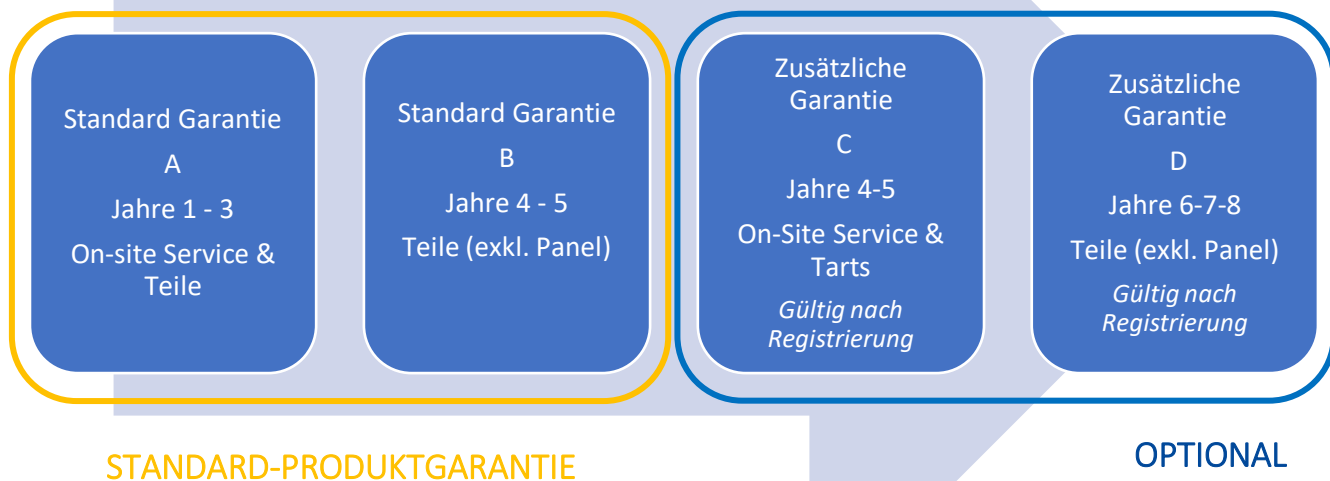 Standard Garantie
A
Jahre 1 - 3
On-site Service &
Teile
Standard Garantie
B
Jahre 4 - 5
Teile (exkl. Panel)
Zusätzliche
Garantie
C
Jahre 4-5
On-Site Service &
Tarts
Gültig nach
Registrierung
Zusätzliche
Garantie
D
Jahre 6-7-8
Teile (exkl. Panel)
Gültig nach
Registrierung
STANDARD-PRODUKTGARANTIE
OPTIONAL